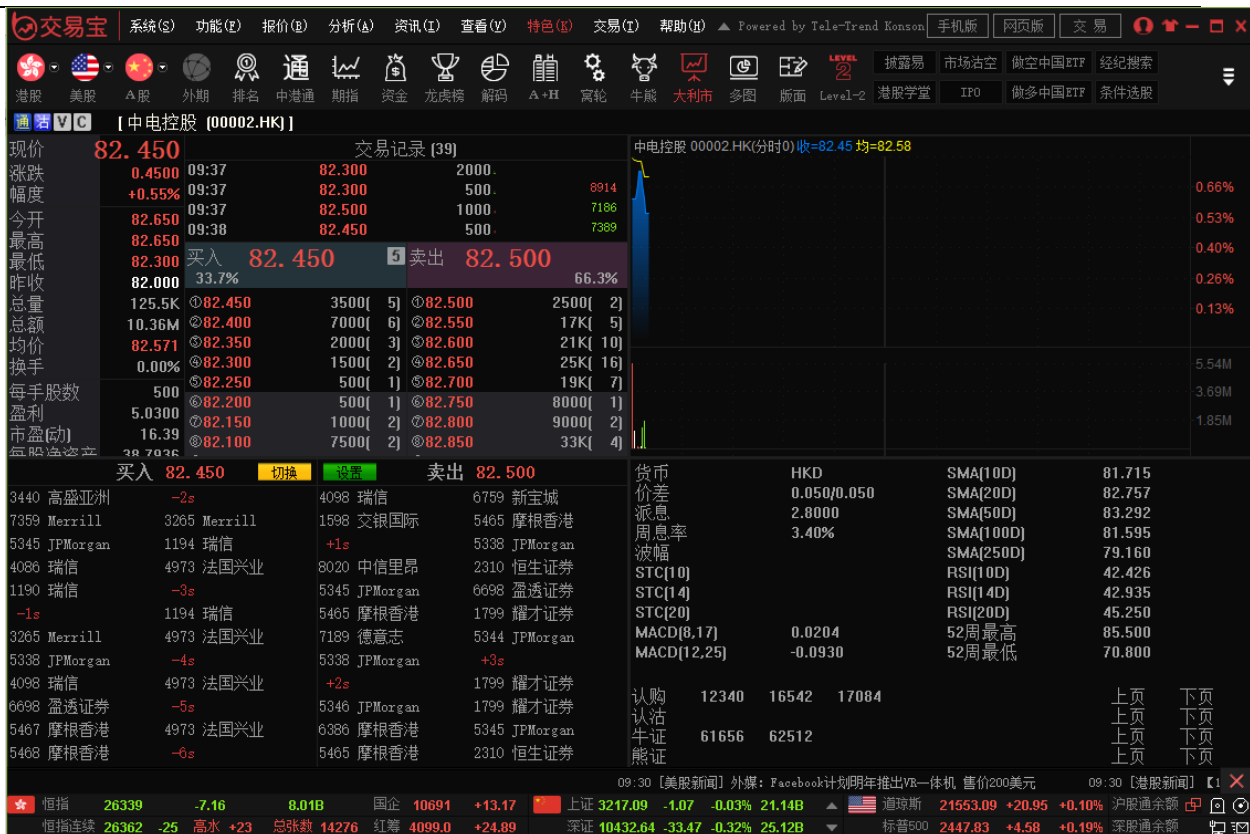 交易宝 系统(S) 功能(F) 报价(B) 分析(A) 资讯(I) 查看(V) 特色(K) 交易(T) 帮助(H) Powered by Tele-Trend Konson 手机版 网页版 交 易
港股 美股 A股 外期 排名 中港通 期指 资金 龙虎榜 解码 A+H 窝轮 牛熊 大利市 多图 版面 LEVEL 2 Level-2
通
披露易 市场沽空 做空中国ETF 经纪搜索
港股学堂 IPO 做多中国ETF 条件选股
通 活 V C [中电控股 (00002.HK)]
现价 82.450
涨跌 0.4500
幅度 +0.55%
今开 82.650
最高 82.650
最低 82.300
昨收 82.000
总量 125.5K
总额 10.36M
均价 82.571
换手 0.00%
每手股数 500
盈利 5.0300
市盈(动) 16.39
每股净资产 38.7936
交易记录 (39)
09:37 82.300 2000
09:37 82.300 500 8914
09:37 82.500 1000 7186
09:38 82.450 500 7389
买入 82.450 5 卖出 82.500
33.7% 66.3%
①82.450 3500( 5) ①82.500 2500( 2)
②82.400 7000( 6) ②82.550 17K( 5)
③82.350 2000( 3) ③82.600 21K( 10)
④82.300 1500( 2) ④82.650 25K( 16)
⑤82.250 500( 1) ⑤82.700 19K( 7)
⑥82.200 500( 1) ⑥82.750 8000( 1)
⑦82.150 1000( 2) ⑦82.800 9000( 2)
⑧82.100 7500( 2) ⑧82.850 33K( 4)
中电控股 00002.HK(分时0) 收=82.45 均=82.58
0.66%
0.53%
0.40%
0.26%
0.13%
5.54M
3.69M
1.85M
买入 82.450 切换 设置 卖出 82.500
3440 高盛亚洲 -2s 4098 瑞信 6759 新宝城
7359 Merrill 3265 Merrill 1598 交银国际 5465 摩根香港
5345 JPMorgan 1194 瑞信 +1s 5338 JPMorgan
4086 瑞信 4973 法国兴业 8020 中信里昂 2310 恒生证券
1190 瑞信 -3s 5345 JPMorgan 6698 盈透证券
-1s 1194 瑞信 5465 摩根香港 1799 耀才证券
3265 Merrill 4973 法国兴业 7189 德意志 5344 JPMorgan
5338 JPMorgan -4s 5338 JPMorgan +3s
4098 瑞信 4973 法国兴业 +2s 1799 耀才证券
6698 盈透证券 -5s 5346 JPMorgan 1799 耀才证券
5467 摩根香港 4973 法国兴业 6386 摩根香港 5345 JPMorgan
5468 摩根香港 -6s 5465 摩根香港 2310 恒生证券
货币 HKD SMA(10D) 81.715
价差 0.050/0.050 SMA(20D) 82.757
派息 2.8000 SMA(50D) 83.292
周息率 3.40% SMA(100D) 81.595
波幅 SMA(250D) 79.160
STC(10) RSI(10D) 42.426
STC(14) RSI(14D) 42.935
STC(20) RSI(20D) 45.250
MACD(8,17) 0.0204 52周最高 85.500
MACD(12,25) -0.0930 52周最低 70.800
认购 12340 16542 17084 上页 下页
认沽 上页 下页
牛证 61656 62512 上页 下页
熊证 上页 下页
09:30 [美股新闻] 外媒：Facebook计划明年推出VR一体机 售价200美元 09:30 [港股新闻] 【1
恒指 26339 -7.16 8.01B 国企 10691 +13.17 上证 3217.09 -1.07 -0.03% 21.14B 道琼斯 21553.09 +20.95 +0.10% 沪股通余额
恒指连续 26362 -25 高水 +23 总张数 14276 红筹 4099.0 +24.89 深证 10432.64 -33.47 -0.32% 25.12B 标普500 2447.83 +4.58 +0.19% 深股通余额